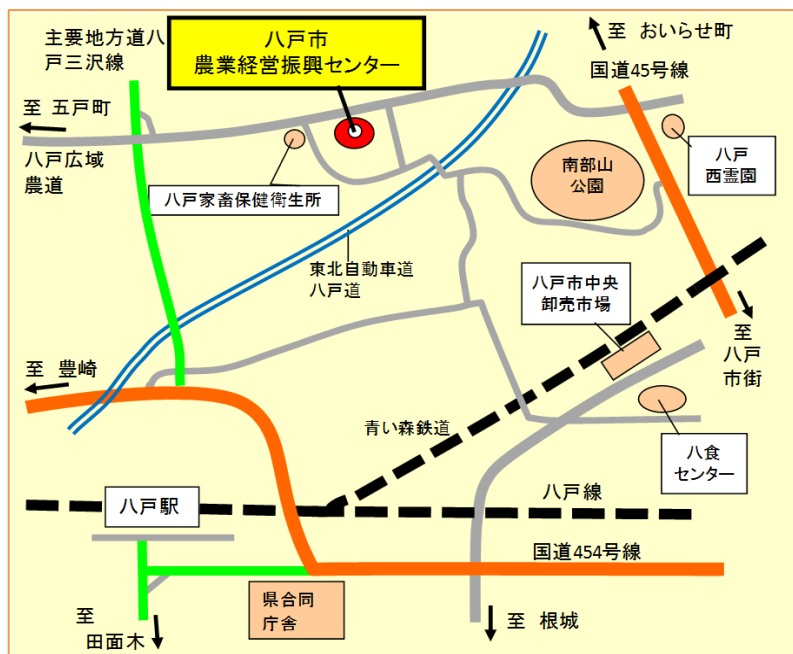 主要地方道八
戸三沢線
八戸市
農業経営振興センター
至 おいらせ町
国道45号線
至 五戸町
八戸広域
農道
八戸家畜保健衛生所
南部山
公園
八戸
西霊園
東北自動車道
八戸道
八戸市中央
卸売市場
至
八戸
市街
至 豊崎
青い森鉄道
八食
センター
八戸駅
八戸線
国道454号線
県合同
庁舎
至
田面木
至 根城